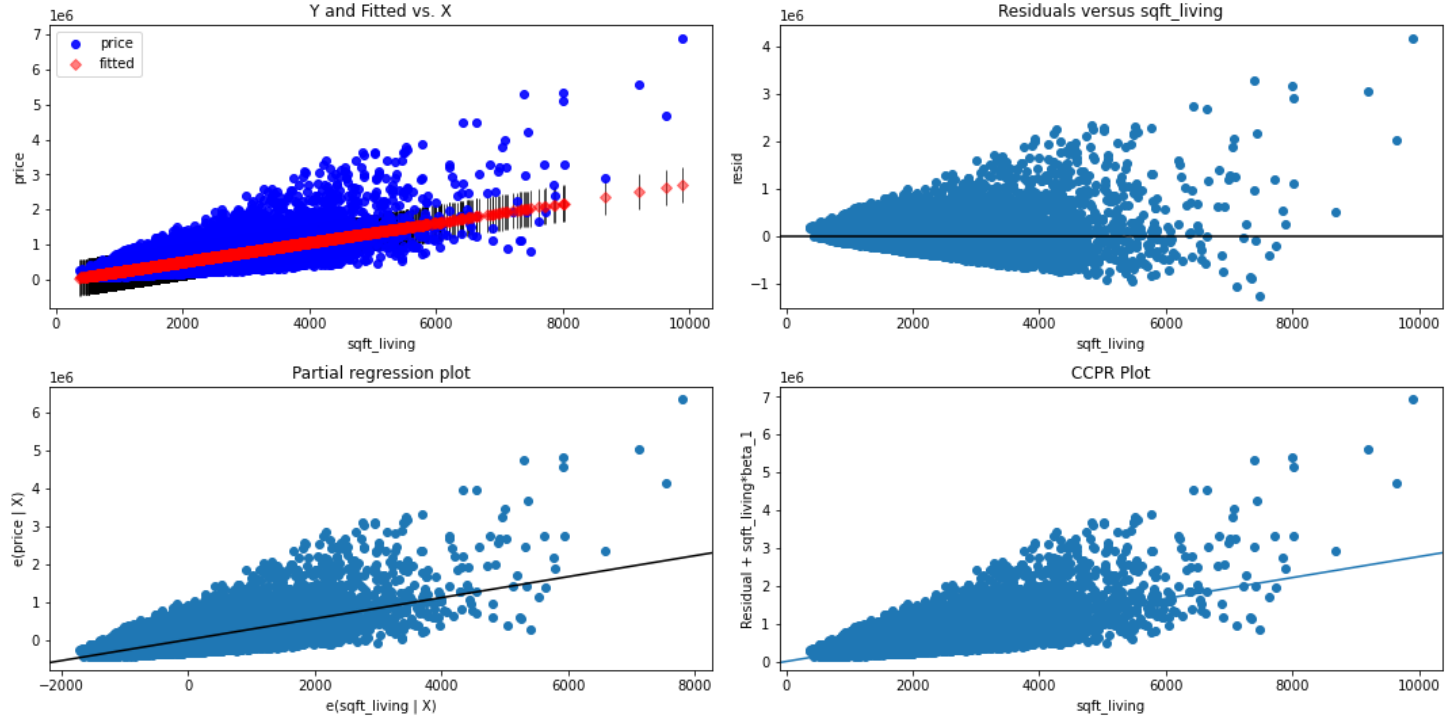 Y and Fitted vs. X
1e6
price
fitted
7
6
5
4
3
2
1
0
price
0 2000 4000 6000 8000 10000
sqft_living
Residuals versus sqft_living
1e6
4
3
2
1
0
−1
resid
0 2000 4000 6000 8000 10000
sqft_living
Partial regression plot
1e6
6
5
4
3
2
1
0
e(price | X)
−2000 0 2000 4000 6000 8000
e(sqft_living | X)
CCPR Plot
1e6
7
6
5
4
3
2
1
0
Residual + sqft_living*beta_1
0 2000 4000 6000 8000 10000
sqft_living